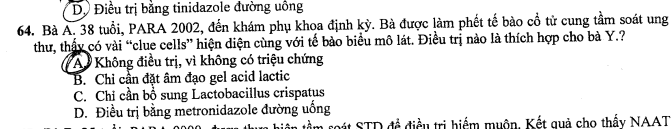 D. Điều trị bằng tinidazole đường uống
64. Bà A. 38 tuổi, PARA 2002, đến khám phụ khoa định kỳ. Bà được làm phết tế bào cổ tử cung tầm soát ung
thư, thấy có vài “clue cells” hiện diện cùng với tế bào biểu mô lát. Điều trị nào là thích hợp cho bà Y.?
A. Không điều trị, vì không có triệu chứng
B. Chỉ cần đặt âm đạo gel acid lactic
C. Chỉ cần bổ sung Lactobacillus crispatus
D. Điều trị bằng metronidazole đường uống
tầm soát STD để điều trị hiếm muộn. Kết quả cho thấy NAAT